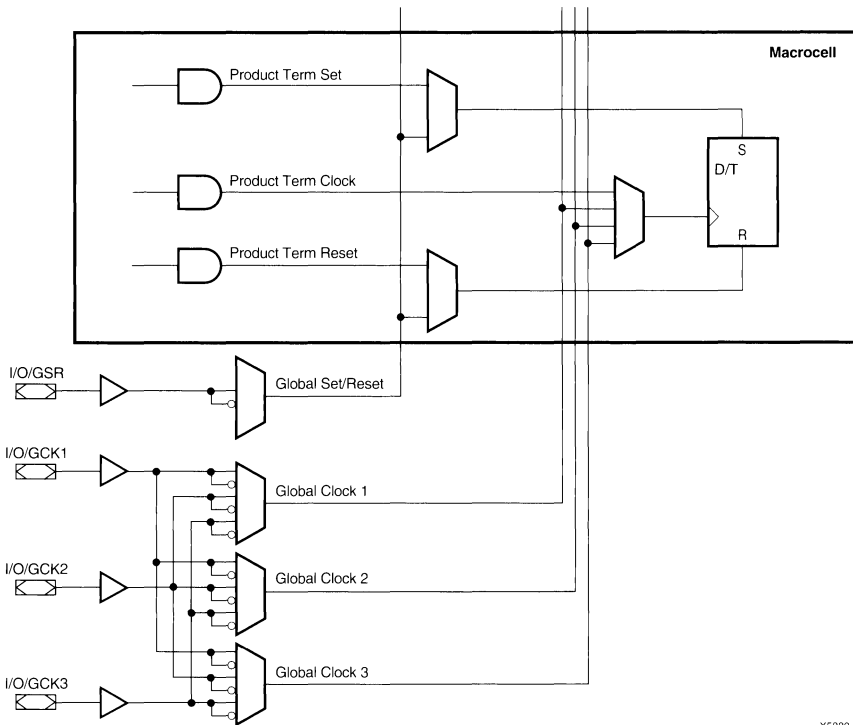 Macrocell
Product Term Set
S
D/T
Product Term Clock
R
Product Term Reset
I/O/GSR
Global Set/Reset
I/O/GCK1
Global Clock 1
I/O/GCK2
Global Clock 2
Global Clock 3
I/O/GCK3